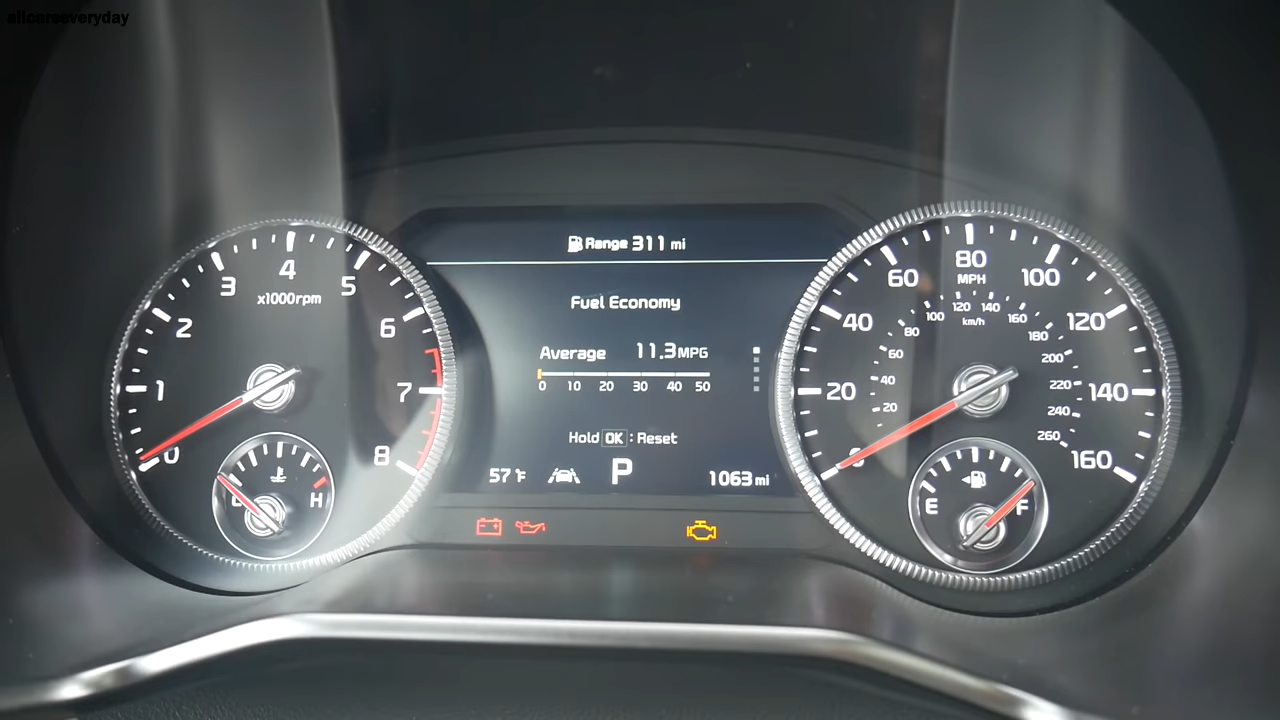 allcarseveryday
Range 311 mi
Fuel Economy
Average 11.3 MPG
0 10 20 30 40 50
Hold OK : Reset
57°F P 1063 mi
0 1 2 3 4 5 6 7 8
x1000rpm
H
20 40 60 80 100 120 140 160
MPH
20 40 60 80 100 120 140 160 180 200 220 240 260
km/h
E F